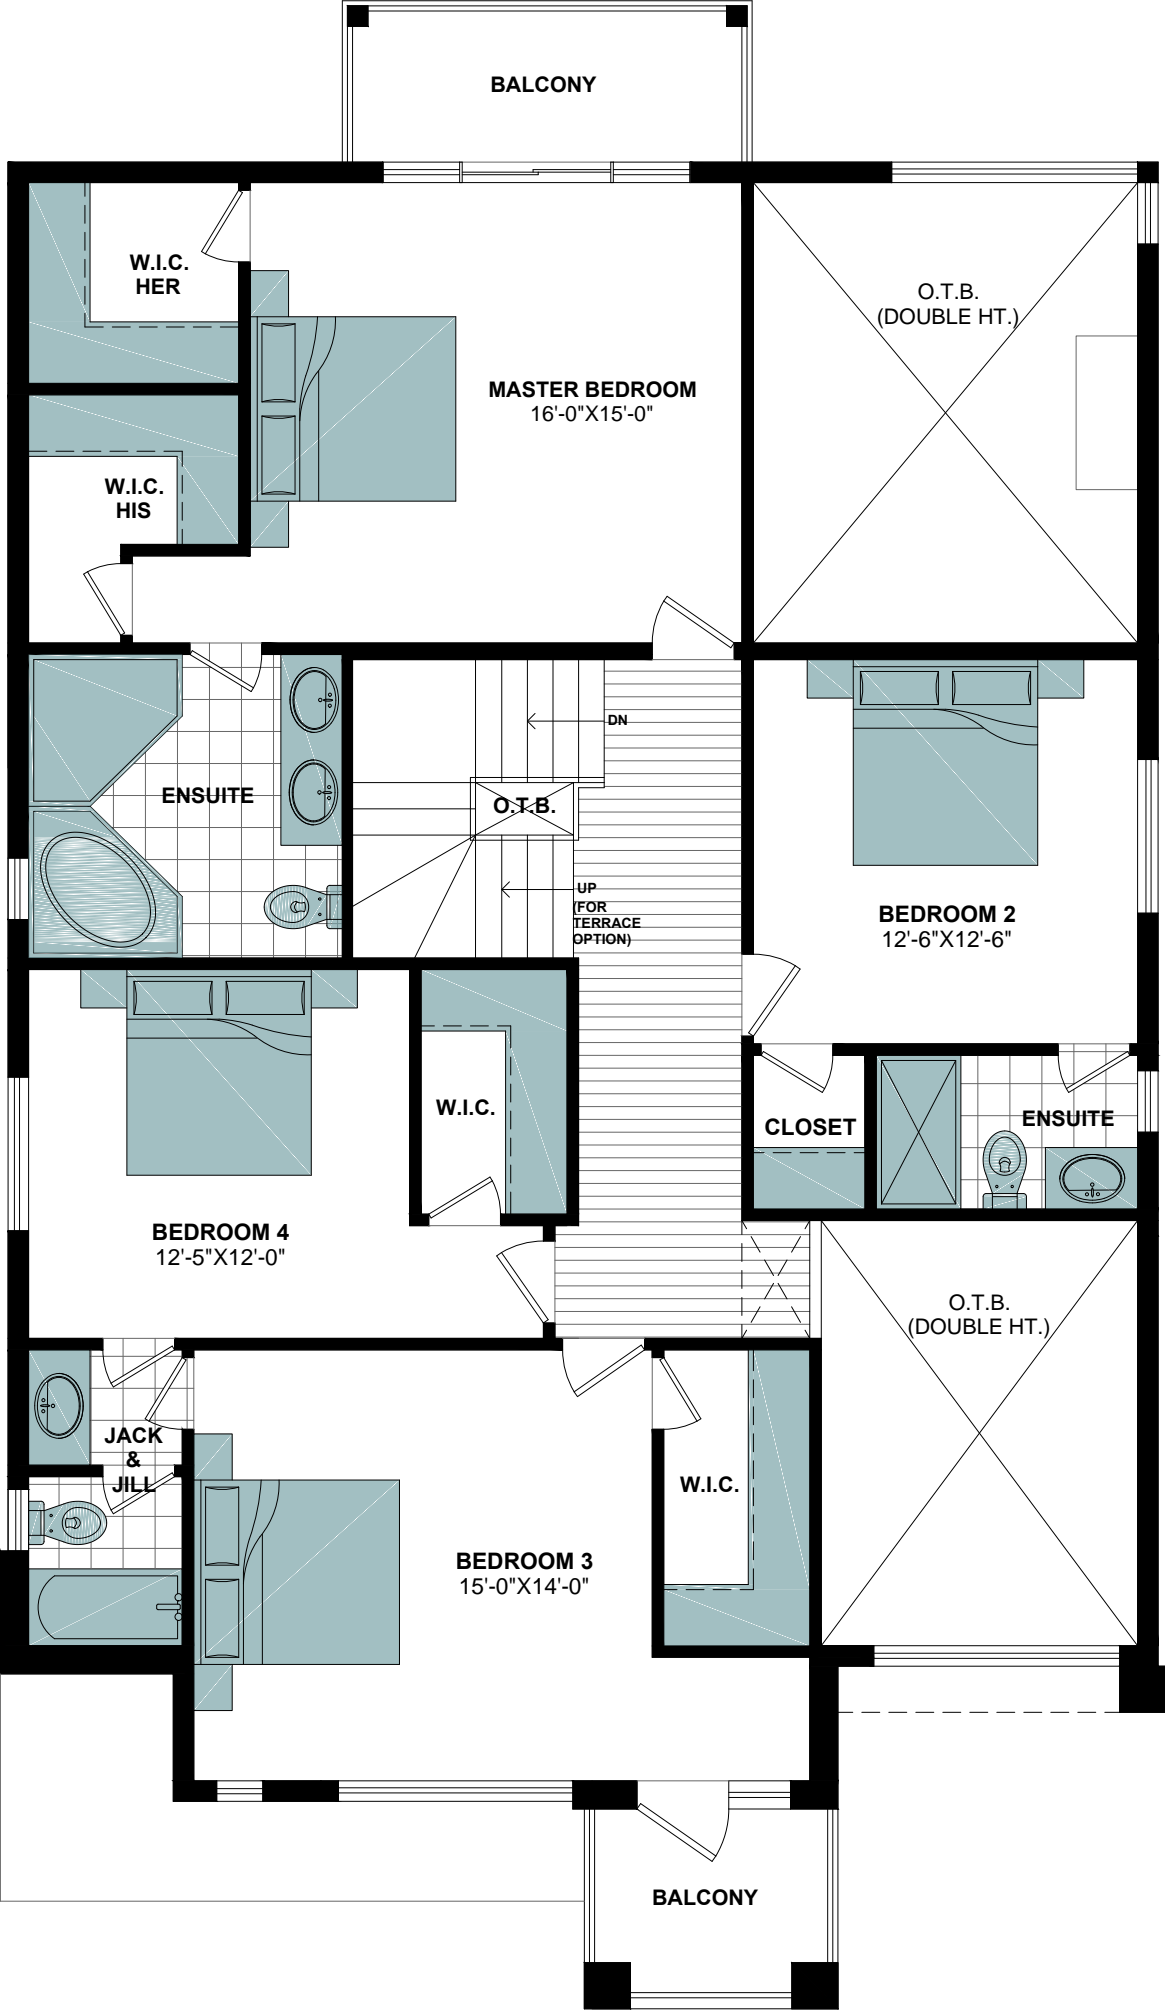 BALCONY
W.I.C.
HER
O.T.B.
(DOUBLE HT.)
MASTER BEDROOM
16'-0"X15'-0"
W.I.C.
HIS
DN
ENSUITE
O.T.B.
UP
(FOR
TERRACE
OPTION)
BEDROOM 2
12'-6"X12'-6"
W.I.C.
CLOSET
ENSUITE
BEDROOM 4
12'-5"X12'-0"
O.T.B.
(DOUBLE HT.)
JACK
&
JILL
W.I.C.
BEDROOM 3
15'-0"X14'-0"
BALCONY